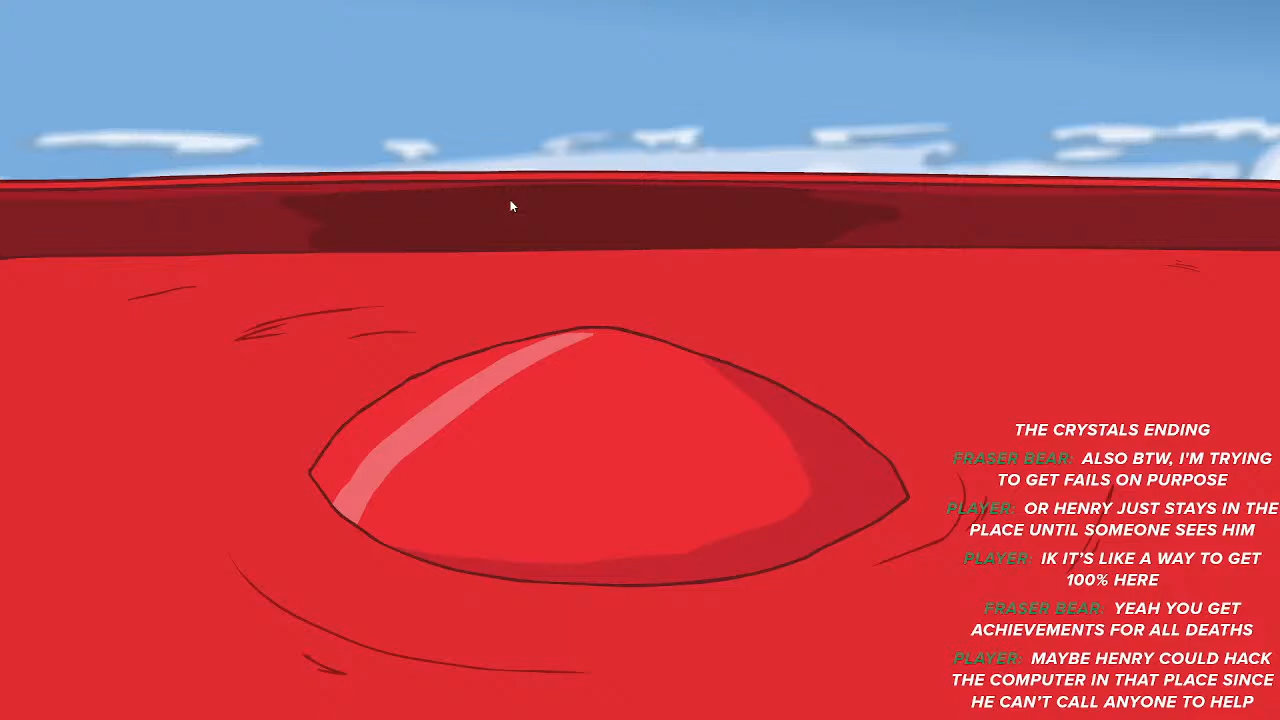 THE CRYSTALS ENDING
FRASER BEAR: ALSO BTW, I'M TRYING
TO GET FAILS ON PURPOSE
PLAYER: OR HENRY JUST STAYS IN THE
PLACE UNTIL SOMEONE SEES HIM
PLAYER: IK IT'S LIKE A WAY TO GET
100% HERE
FRASER BEAR: YEAH YOU GET
ACHIEVEMENTS FOR ALL DEATHS
PLAYER: MAYBE HENRY COULD HACK
THE COMPUTER IN THAT PLACE SINCE
HE CAN'T CALL ANYONE TO HELP